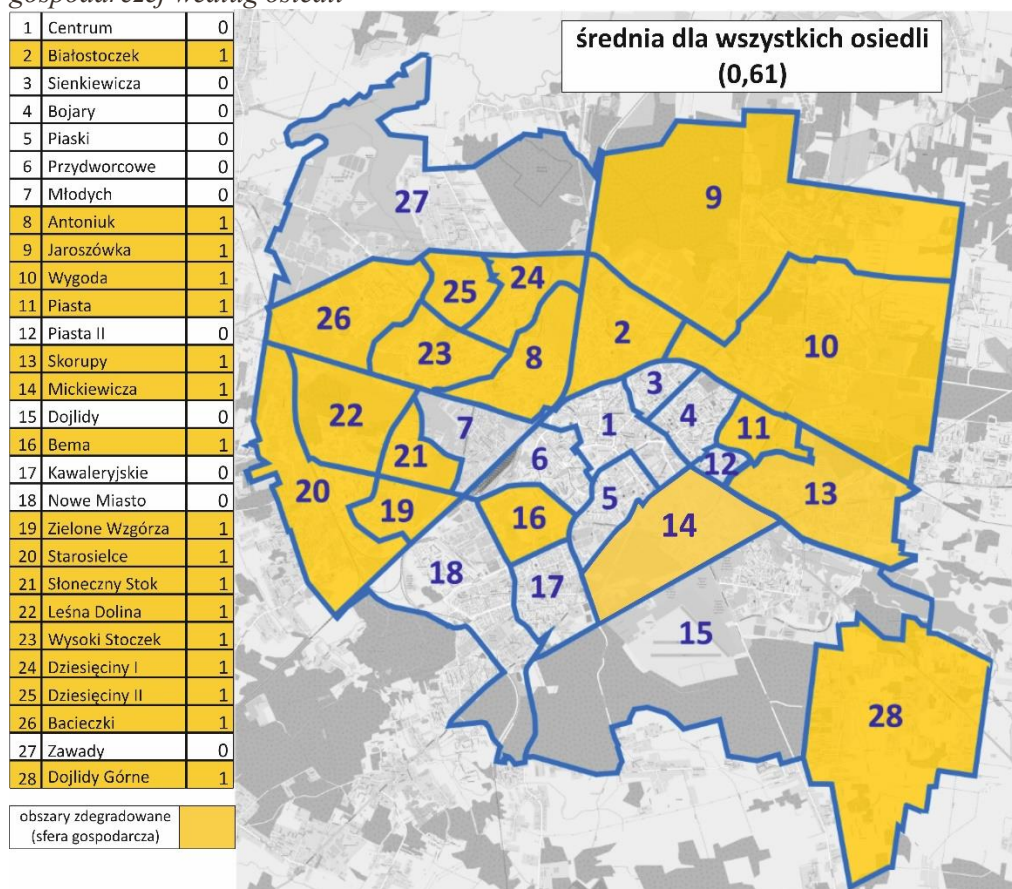 gospodarczej według osiedli
średnia dla wszystkich osiedli
(0,61)
1 Centrum 0
2 Białostoczek 1
3 Sienkiewicza 0
4 Bojary 0
5 Piaski 0
6 Przydworcowe 0
7 Młodych 0
8 Antoniuk 1
9 Jaroszówka 1
10 Wygoda 1
11 Piasta 1
12 Piasta II 0
13 Skorupy 1
14 Mickiewicza 1
15 Dojlidy 0
16 Bema 1
17 Kawaleryjskie 0
18 Nowe Miasto 0
19 Zielone Wzgórza 1
20 Starosielce 1
21 Słoneczny Stok 1
22 Leśna Dolina 1
23 Wysoki Stoczek 1
24 Dziesięciny I 1
25 Dziesięciny II 1
26 Bacieczki 1
27 Zawady 0
28 Dojlidy Górne 1
obszary zdegradowane
(sfera gospodarcza)
27
9
25
24
26
2
10
23
8
3
22
7
1
4
11
21
6
12
20
5
13
19
16
14
18
17
15
28